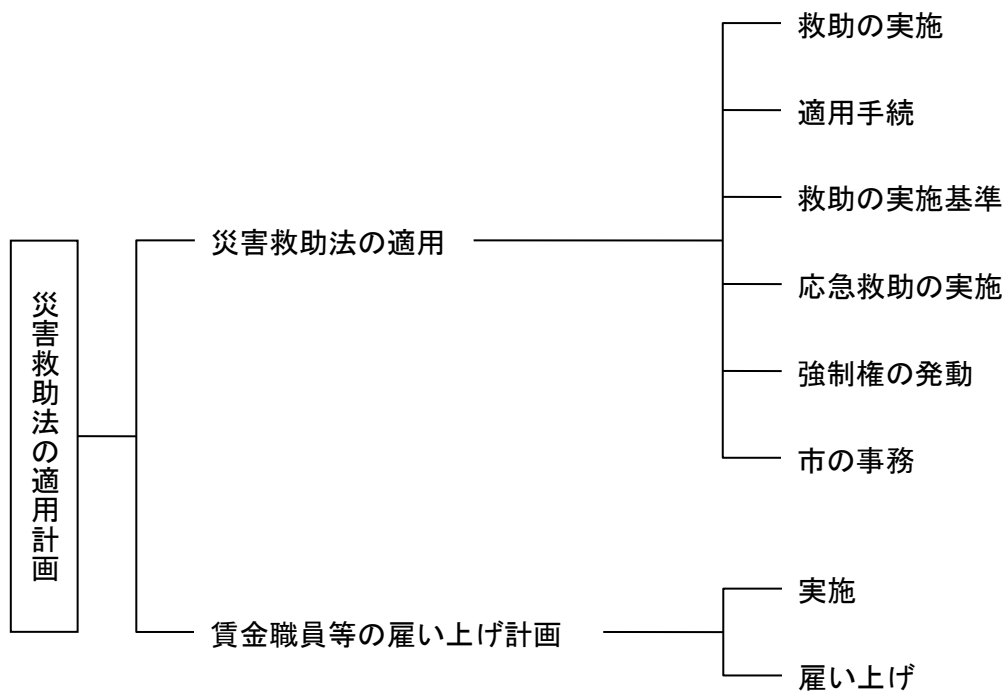 災害救助法の適用計画
災害救助法の適用
救助の実施
適用手続
救助の実施基準
応急救助の実施
強制権の発動
市の事務
賃金職員等の雇い上げ計画
実施
雇い上げ